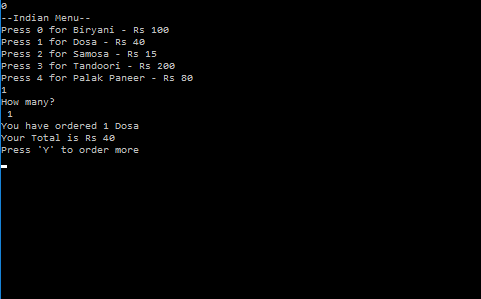 0
--Indian Menu--
Press 0 for Biryani - Rs 100
Press 1 for Dosa - Rs 40
Press 2 for Samosa - Rs 15
Press 3 for Tandoori - Rs 200
Press 4 for Palak Paneer - Rs 80
1
How many?
1
You have ordered 1 Dosa
Your Total is Rs 40
Press 'Y' to order more